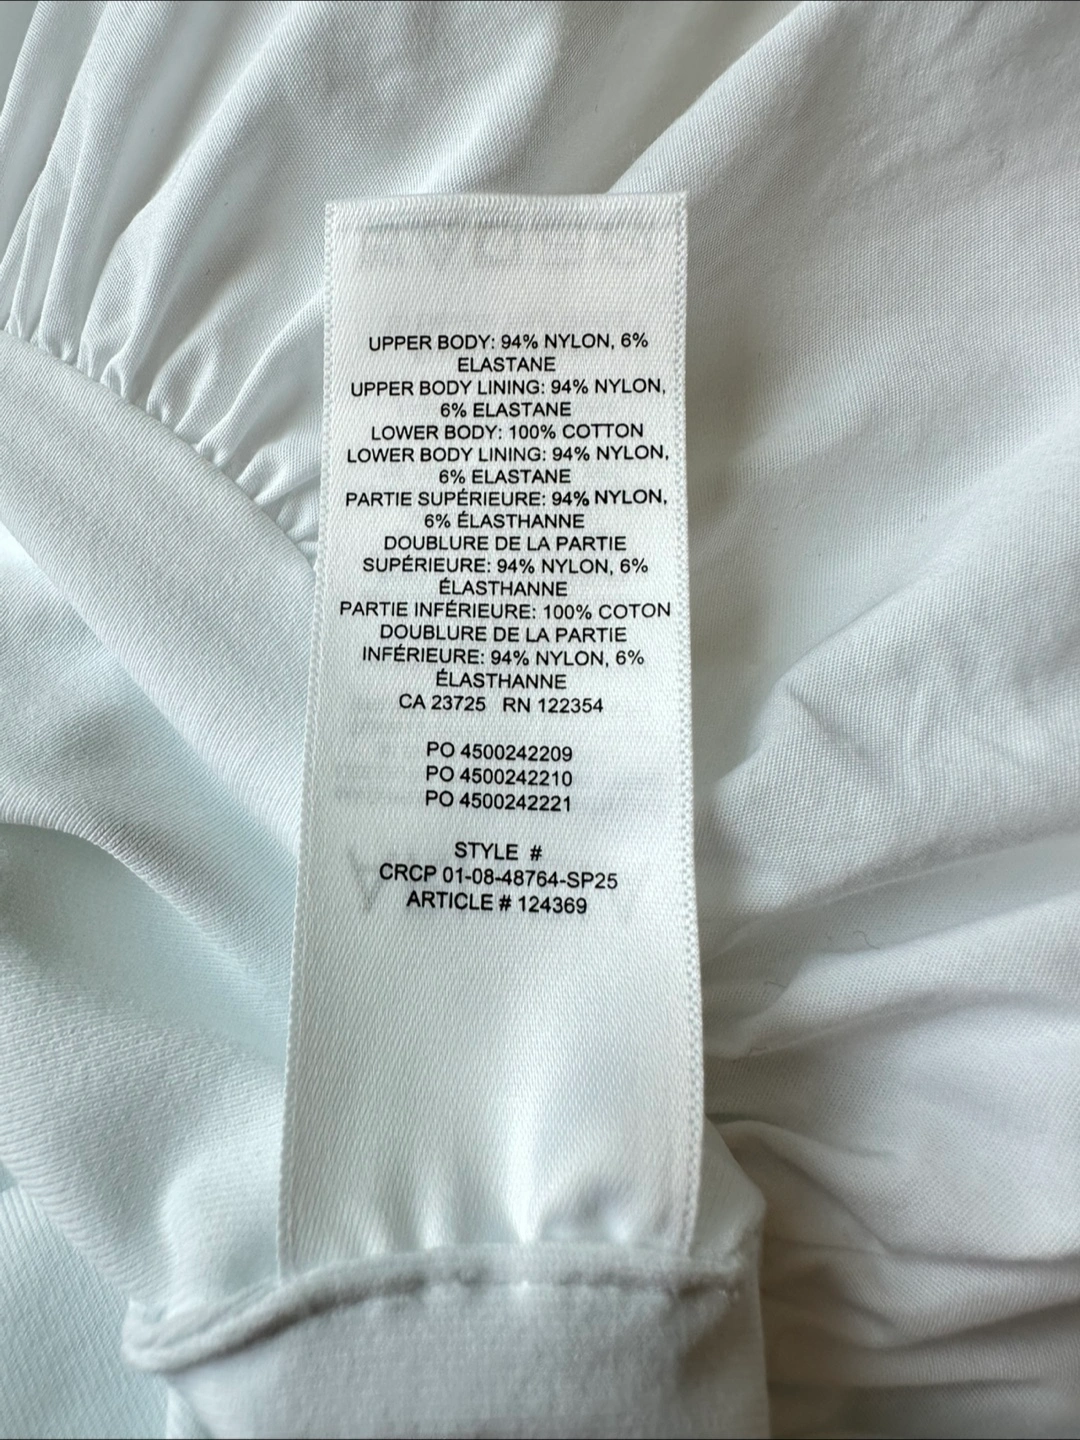 UPPER BODY: 94% NYLON, 6%
ELASTANE
UPPER BODY LINING: 94% NYLON,
6% ELASTANE
LOWER BODY: 100% COTTON
LOWER BODY LINING: 94% NYLON,
6% ELASTANE
PARTIE SUPÉRIEURE: 94% NYLON,
6% ÉLASTHANNE
DOUBLURE DE LA PARTIE
SUPÉRIEURE: 94% NYLON, 6%
ÉLASTHANNE
PARTIE INFÉRIEURE: 100% COTON
DOUBLURE DE LA PARTIE
INFÉRIEURE: 94% NYLON, 6%
ÉLASTHANNE
CA 23725 RN 122354
PO 4500242209
PO 4500242210
PO 4500242221
STYLE #
CRCP 01-08-48764-SP25
ARTICLE # 124369